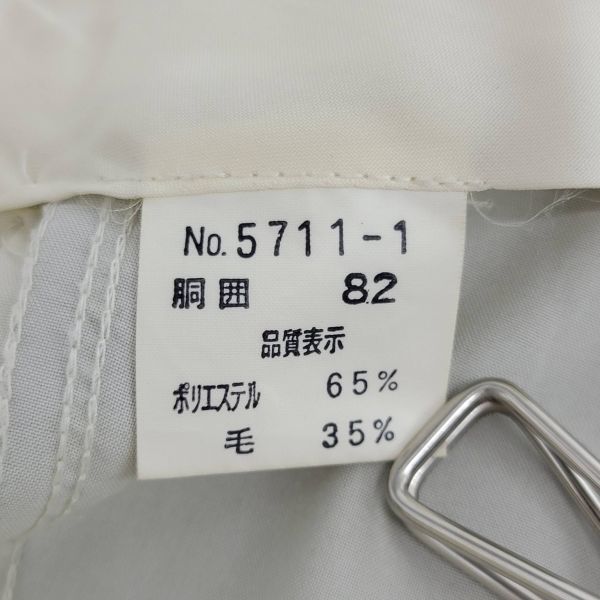 No. 5711-1
胴囲 82
品質表示
ポリエステル 65%
毛 35%